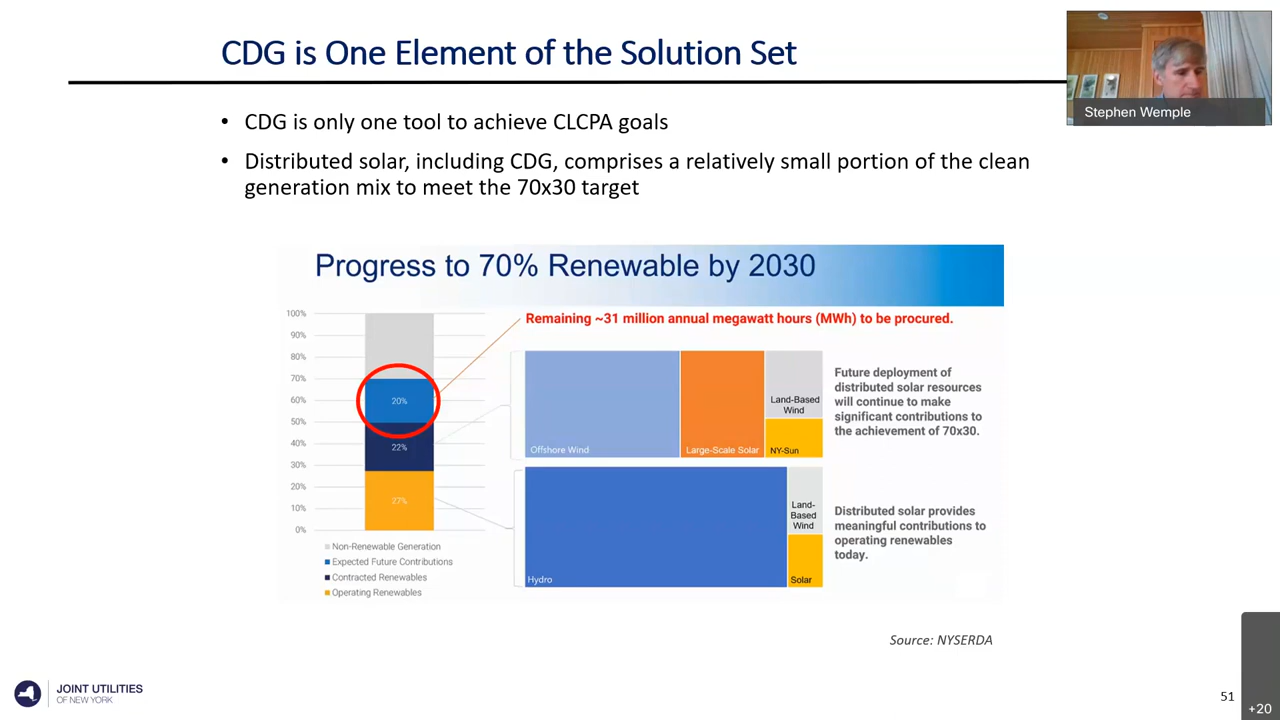 CDG is One Element of the Solution Set
Stephen Wemple
• CDG is only one tool to achieve CLCPA goals
• Distributed solar, including CDG, comprises a relatively small portion of the clean
generation mix to meet the 70x30 target
Progress to 70% Renewable by 2030
100%
90%
80%
70%
60%
50%
40%
30%
20%
10%
0%
20%
22%
27%
Non-Renewable Generation
Expected Future Contributions
Contracted Renewables
Operating Renewables
Remaining ~31 million annual megawatt hours (MWh) to be procured.
Offshore Wind
Large-Scale Solar
Land-Based
Wind
NY-Sun
Future deployment of
distributed solar resources
will continue to make
significant contributions to
the achievement of 70x30.
Hydro
Land-
Based
Wind
Solar
Distributed solar provides
meaningful contributions to
operating renewables
today.
Source: NYSERDA
JOINT UTILITIES
OF NEW YORK
51
+20